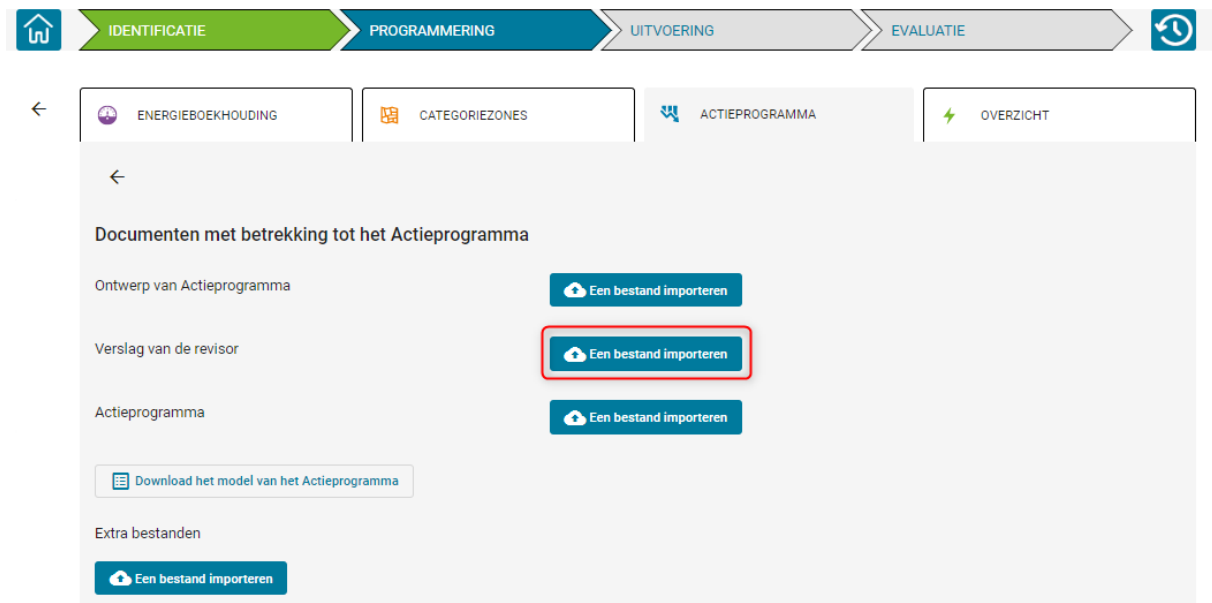 IDENTIFICATIE PROGRAMMERING UITVOERING EVALUATIE
ENERGIEBOEKHOUDING CATEGORIEZONES ACTIEPROGRAMMA OVERZICHT
Documenten met betrekking tot het Actieprogramma
Ontwerp van Actieprogramma Een bestand importeren
Verslag van de revisor Een bestand importeren
Actieprogramma Een bestand importeren
Download het model van het Actieprogramma
Extra bestanden
Een bestand importeren